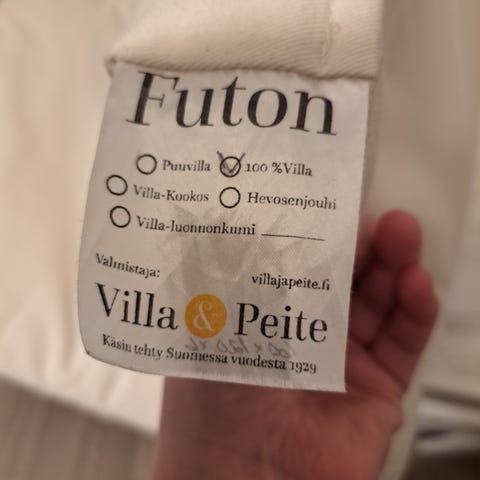 Futon
Puuvilla 100 %Villa
Villa-Kookos Hevosenjouhi
Villa-luonnonkumi ________
Valmistaja: villajapeite.fi
Villa & Peite
Käsin tehty Suomessa vuodesta 1929